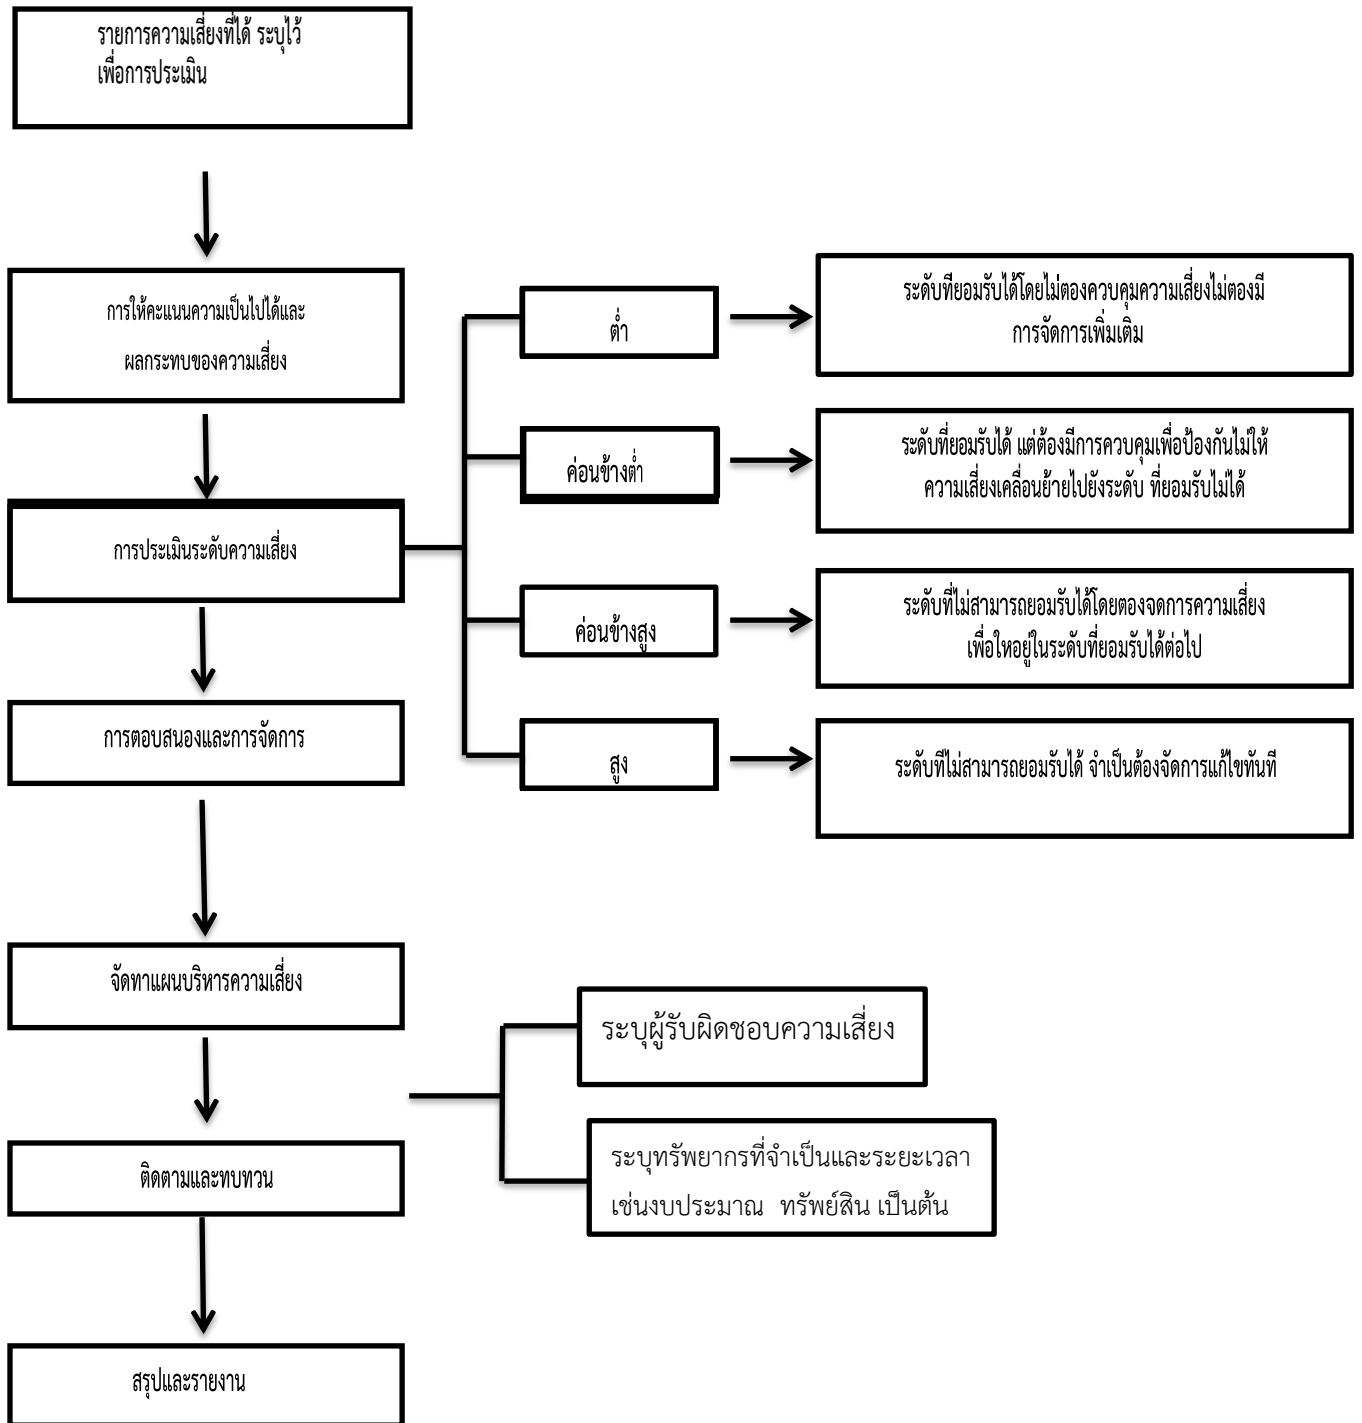 รายการความเสี่ยงที่ได้ ระบุไว้
เพื่อการประเมิน
การให้คะแนนความเป็นไปได้และ
ผลกระทบของความเสี่ยง
การประเมินระดับความเสี่ยง
ต่ำ
ระดับที่ยอมรับได้โดยไม่ตองควบคุมความเสี่ยงไม่ตองมี
การจัดการเพิ่มเติม
ค่อนข้างต่ำ
ระดับที่ยอมรับได้ แต่ต้องมีการควบคุมเพื่อป้องกันไม่ให้
ความเสี่ยงเคลื่อนย้ายไปยังระดับ ที่ยอมรับไม่ได้
ค่อนข้างสูง
ระดับที่ไม่สามารถยอมรับได้โดยตองจดการความเสี่ยง
เพื่อใหอยู่ในระดับที่ยอมรับได้ต่อไป
สูง
ระดับที่ไม่สามารถยอมรับได้ จำเป็นต้องจัดการแก้ไขทันที
การตอบสนองและการจัดการ
จัดทาแผนบริหารความเสี่ยง
ระบุผู้รับผิดชอบความเสี่ยง
ระบุทรัพยากรที่จำเป็นและระยะเวลา
เช่นงบประมาณ ทรัพย์สิน เป็นต้น
ติดตามและทบทวน
สรุปและรายงาน